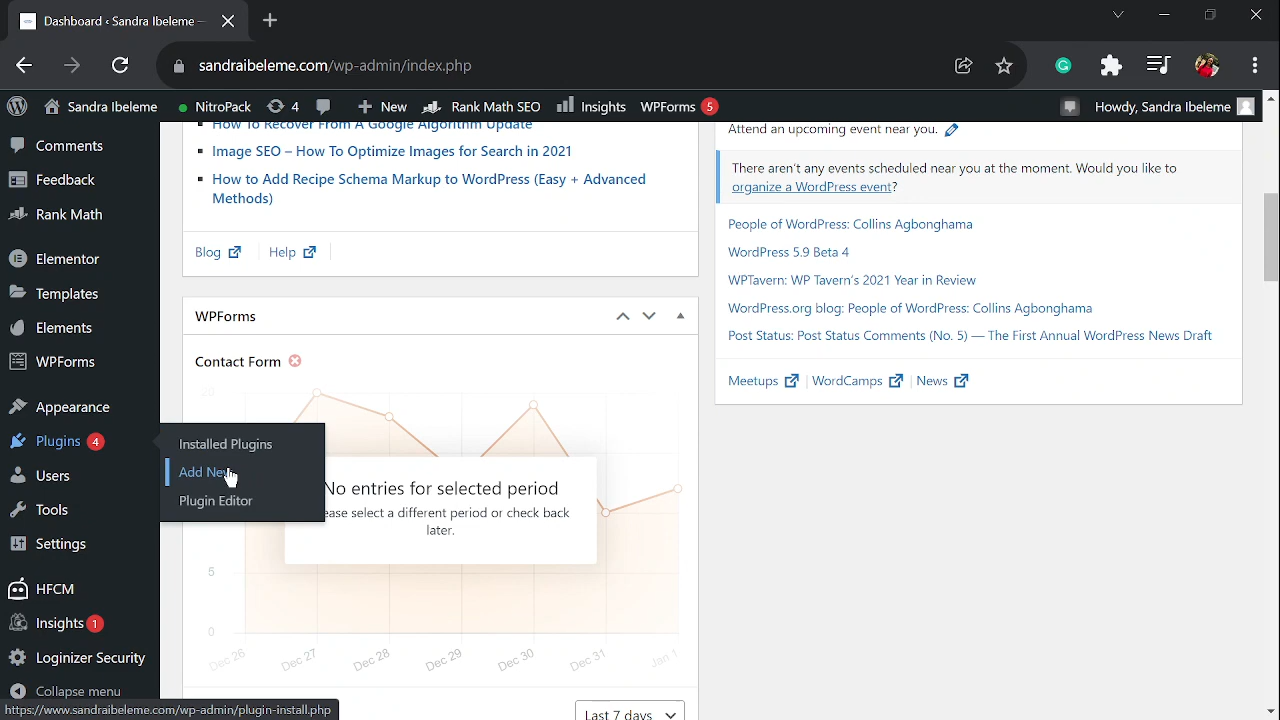 Dashboard ‹ Sandra Ibeleme –
sandraibeleme.com/wp-admin/index.php
Sandra Ibeleme
NitroPack
4
New
Rank Math SEO
Insights
WPForms 5
Howdy, Sandra Ibeleme
Comments
Feedback
Rank Math
Elementor
Templates
Elements
WPForms
Appearance
Plugins 4
Users
Tools
Settings
HFCM
Insights 1
Loginizer Security
Collapse menu
Installed Plugins
Add New
Plugin Editor
How To Recover From A Google Algorithm Update
Image SEO – How To Optimize Images for Search in 2021
How to Add Recipe Schema Markup to WordPress (Easy + Advanced
Methods)
Blog
Help
WPForms
Contact Form
20
No entries for selected period
ease select a different period or check back
later.
5
0
Dec 26
Dec 27
Dec 28
Dec 29
Dec 30
Dec 31
Jan 1
Last 7 days
Attend an upcoming event near you.
There aren't any events scheduled near you at the moment. Would you like to
organize a WordPress event?
People of WordPress: Collins Agbonghama
WordPress 5.9 Beta 4
WPTavern: WP Tavern's 2021 Year in Review
WordPress.org blog: People of WordPress: Collins Agbonghama
Post Status: Post Status Comments (No. 5) — The First Annual WordPress News Draft
Meetups
WordCamps
News
https://www.sandraibeleme.com/wp-admin/plugin-install.php